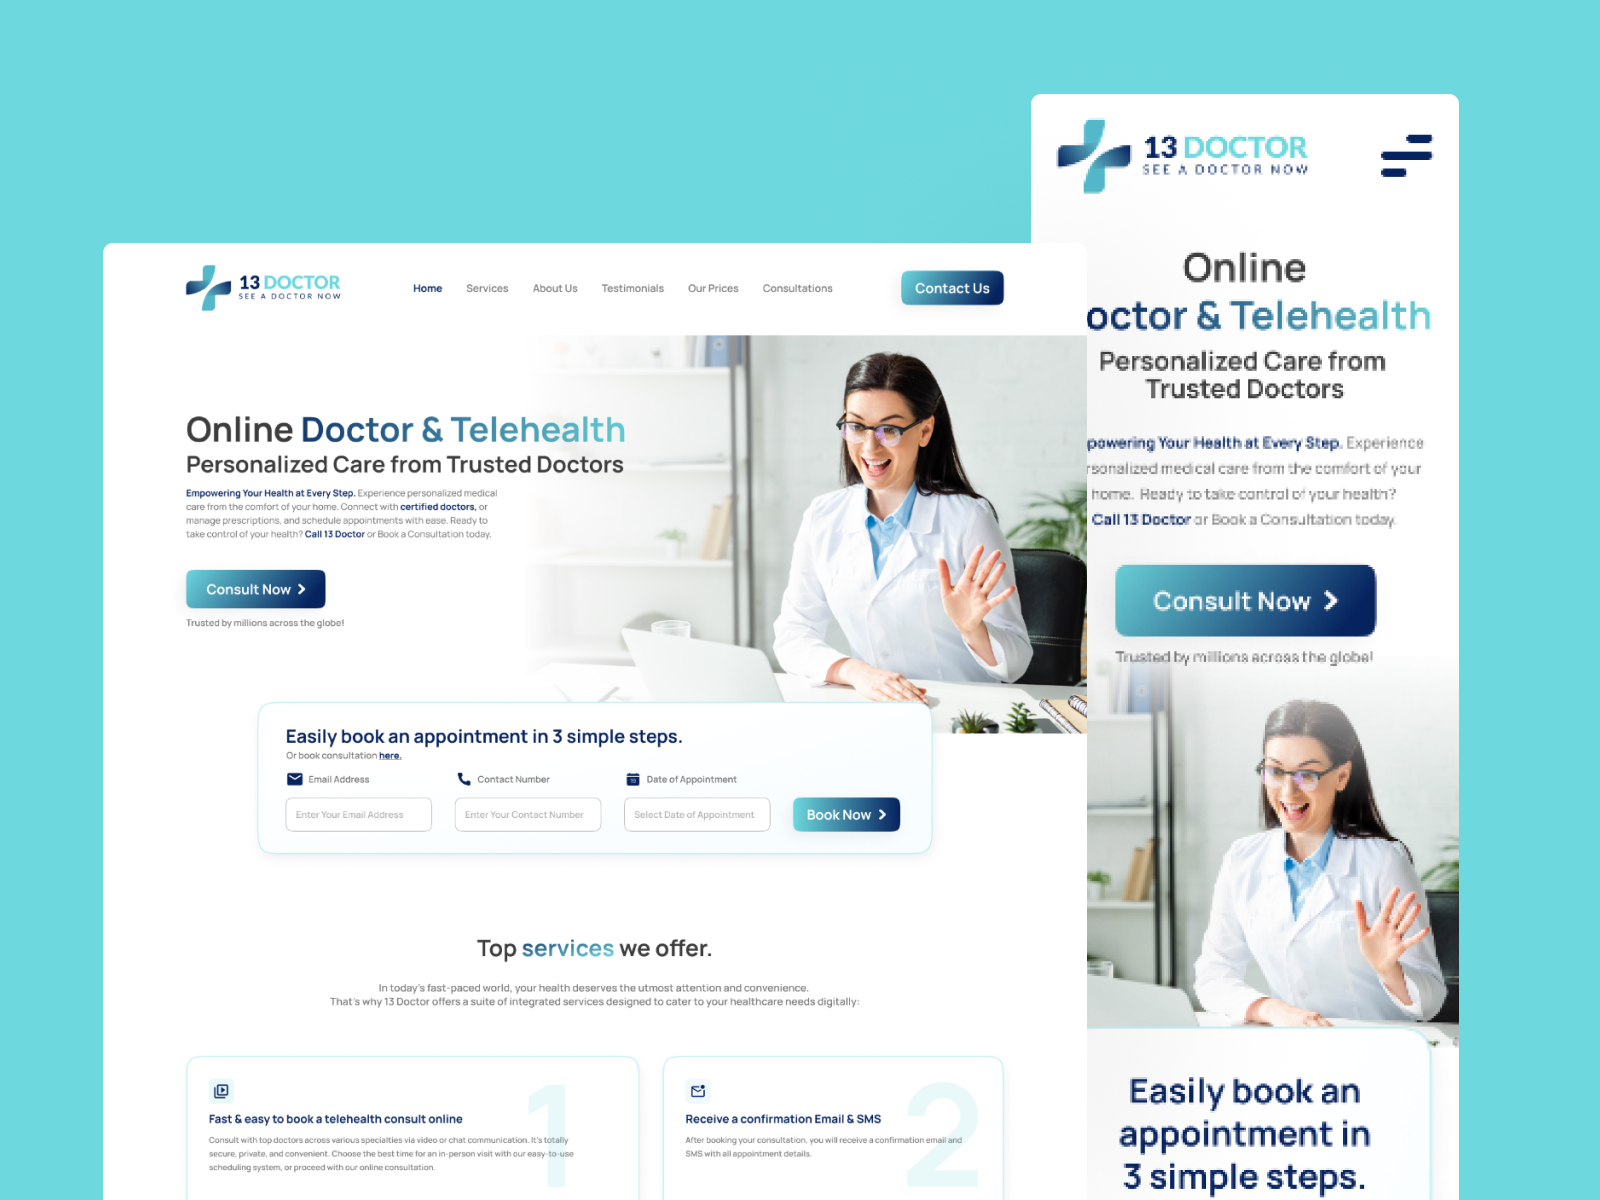 13 DOCTOR
SEE A DOCTOR NOW
Home
Services
About Us
Testimonials
Our Prices
Consultations
Contact Us
Online Doctor & Telehealth
Personalized Care from Trusted Doctors
Empowering Your Health at Every Step. Experience personalized medical
care from the comfort of your home. Connect with certified doctors, or
manage prescriptions, and schedule appointments with ease. Ready to
take control of your health? Call 13 Doctor or Book a Consultation today.
Consult Now
Trusted by millions across the globe!
Easily book an appointment in 3 simple steps.
Or book consultation here.
Email Address
Contact Number
Date of Appointment
Enter Your Email Address
Enter Your Contact Number
Select Date of Appointment
Book Now
Top services we offer.
In today's fast-paced world, your health deserves the utmost attention and convenience.
That's why 13 Doctor offers a suite of integrated services designed to cater to your healthcare needs digitally:
1
Fast & easy to book a telehealth consult online
Consult with top doctors across various specialties via video or chat communication. It's totally
secure, private, and convenient. Choose the best time for an in-person visit with our easy-to-use
scheduling system, or proceed with our online consultation.
2
Receive a confirmation Email & SMS
After booking your consultation, you will receive a confirmation email and
SMS with all appointment details.
13 DOCTOR
SEE A DOCTOR NOW
Online
octor & Telehealth
Personalized Care from
Trusted Doctors
powering Your Health at Every Step. Experience
rsonalized medical care from the comfort of your
home. Ready to take control of your health?
Call 13 Doctor or Book a Consultation today.
Consult Now
Trusted by millions across the globe!
Easily book an
appointment in
3 simple steps.